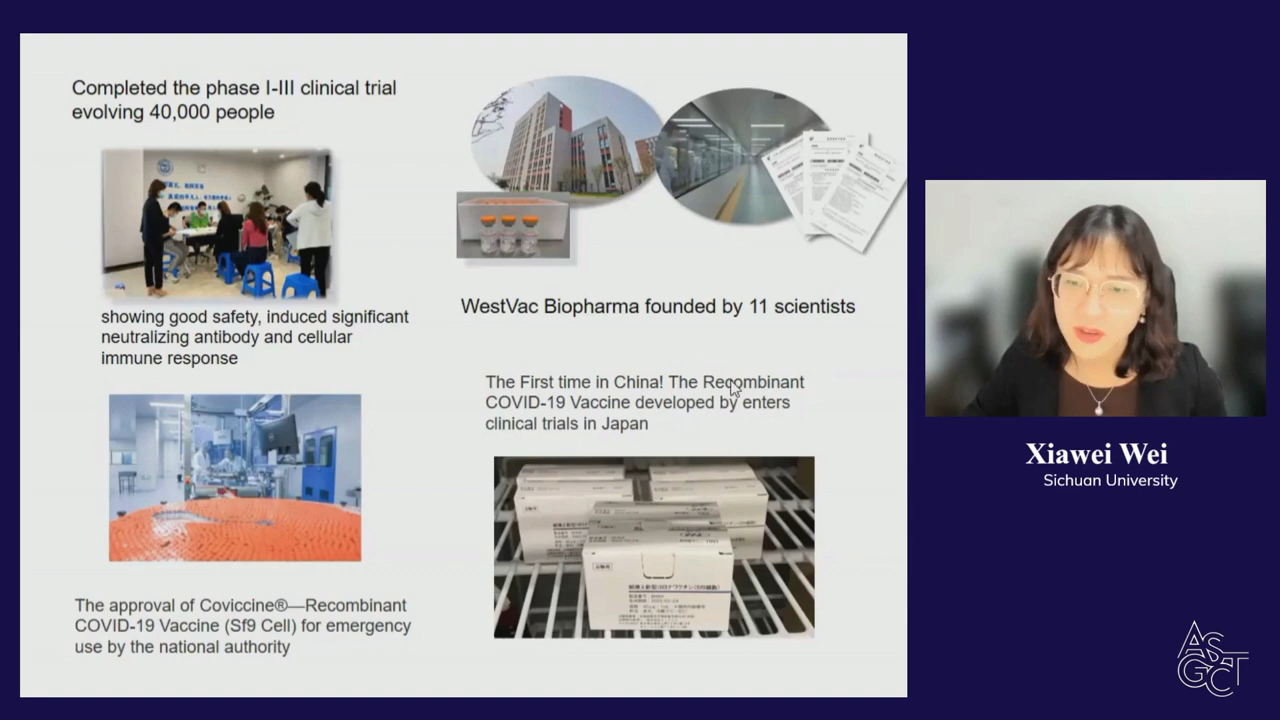 Completed the phase I-III clinical trial
evolving 40,000 people
showing good safety, induced significant
neutralizing antibody and cellular
immune response
The approval of Coviccine®—Recombinant
COVID-19 Vaccine (Sf9 Cell) for emergency
use by the national authority
WestVac Biopharma founded by 11 scientists
The First time in China! The Recombinant
COVID-19 Vaccine developed by enters
clinical trials in Japan
Xiawei Wei
Sichuan University
ASGCT